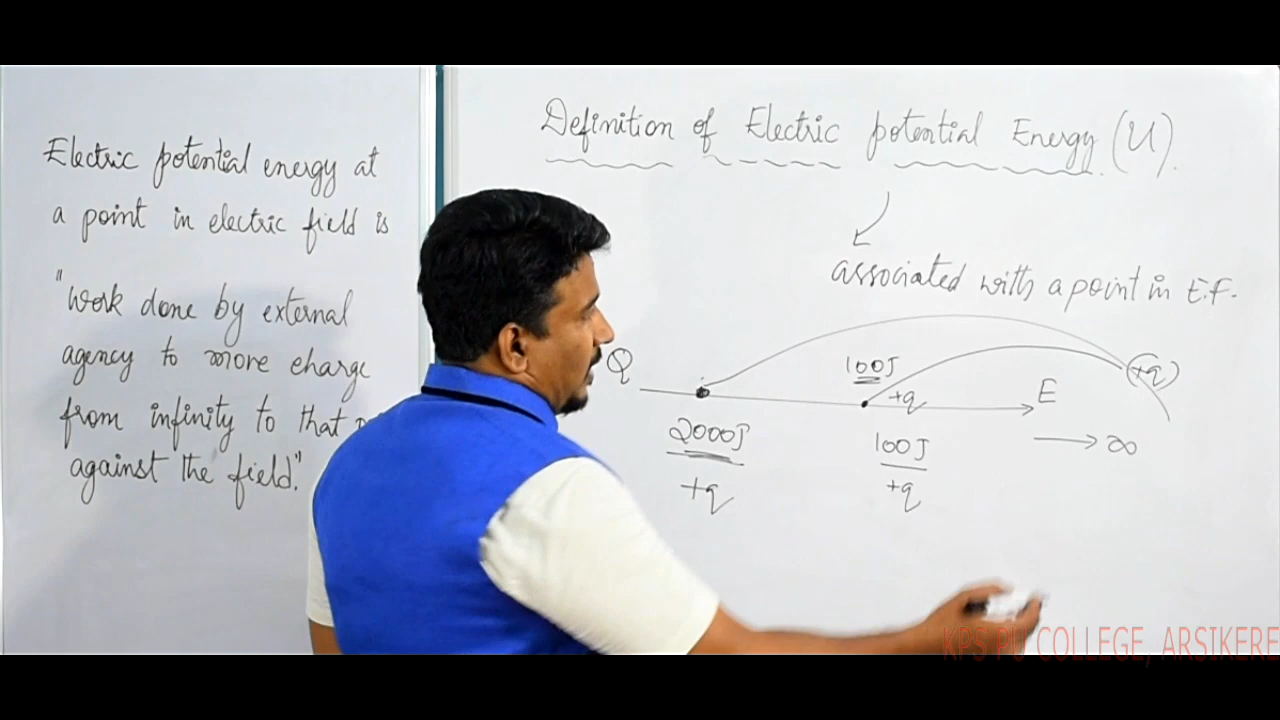 Electric potential energy at
a point in electric field is
"Work done by external
agency to move charge
from infinity to that
against the field."
Definition of Electric potential Energy (U).
associated with a point in E.F.
Q
100J
+q
+q
E
2000J
+q
100J
+q
→ ∞
KPS PU COLLEGE, ARSIKERE